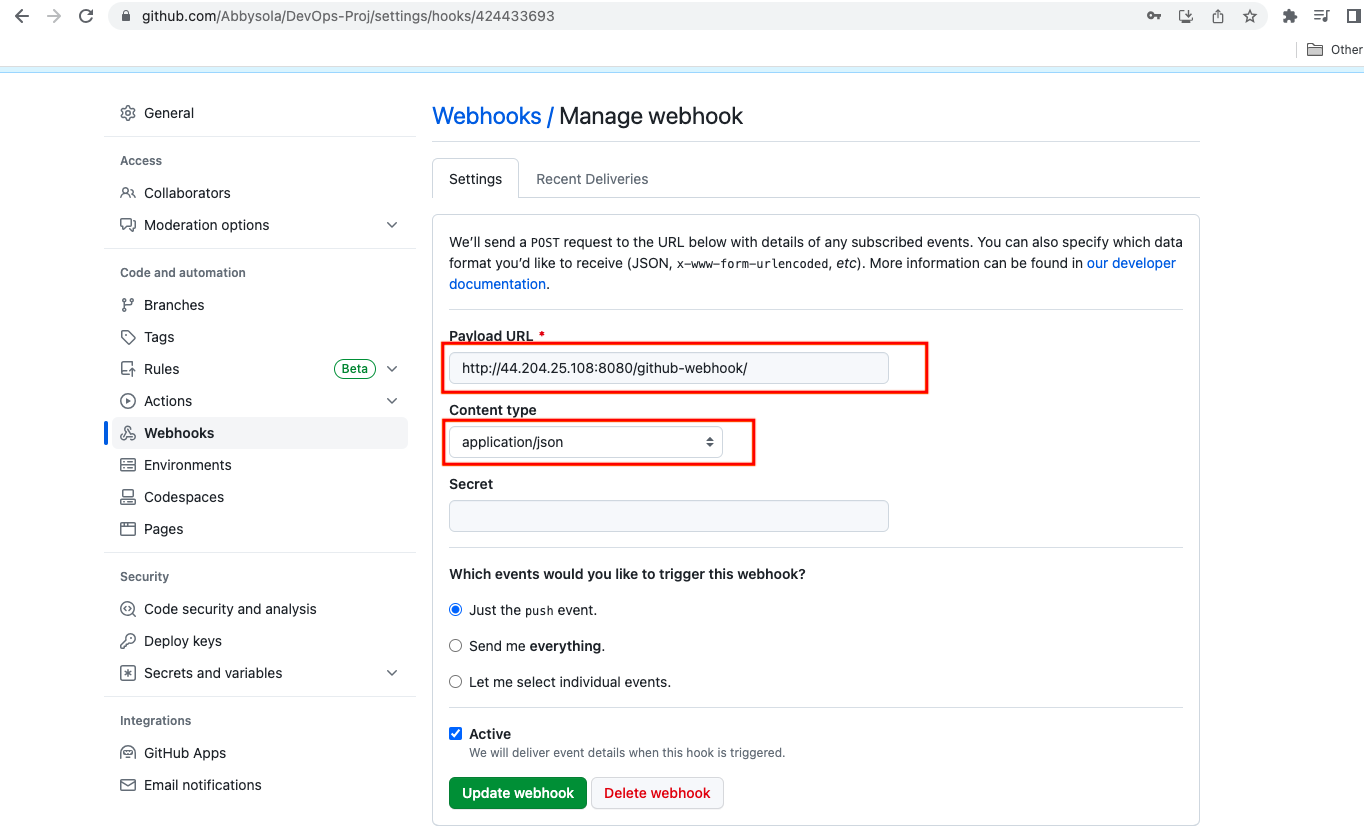 github.com/Abbysola/DevOps-Proj/settings/hooks/424433693
Other
General
Access
Collaborators
Moderation options
Code and automation
Branches
Tags
Rules Beta
Actions
Webhooks
Environments
Codespaces
Pages
Security
Code security and analysis
Deploy keys
Secrets and variables
Integrations
GitHub Apps
Email notifications
Webhooks / Manage webhook
Settings Recent Deliveries
We’ll send a POST request to the URL below with details of any subscribed events. You can also specify which data
format you’d like to receive (JSON, x-www-form-urlencoded, etc). More information can be found in our developer
documentation.
Payload URL *
http://44.204.25.108:8080/github-webhook/
Content type
application/json
Secret
Which events would you like to trigger this webhook?
Just the push event.
Send me everything.
Let me select individual events.
Active
We will deliver event details when this hook is triggered.
Update webhook Delete webhook